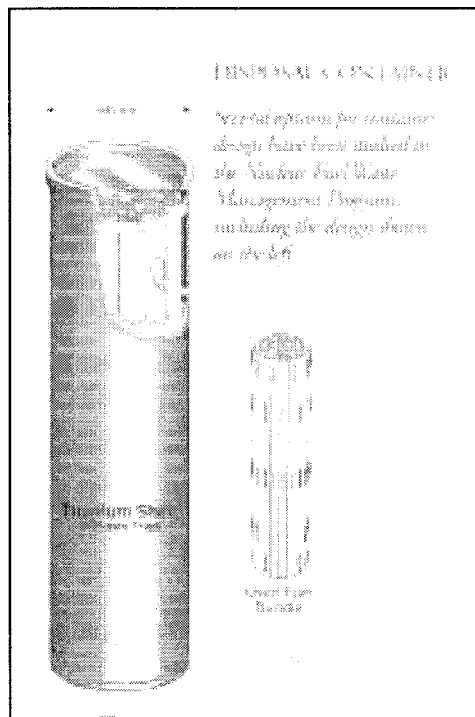 DISPOSAL CONTAINER
Several options for container
design have been studied in
the Nuclear Fuel Waste
Management Program,
including the design shown
on the left
Titanium Shell
Used Fuel
Bundle